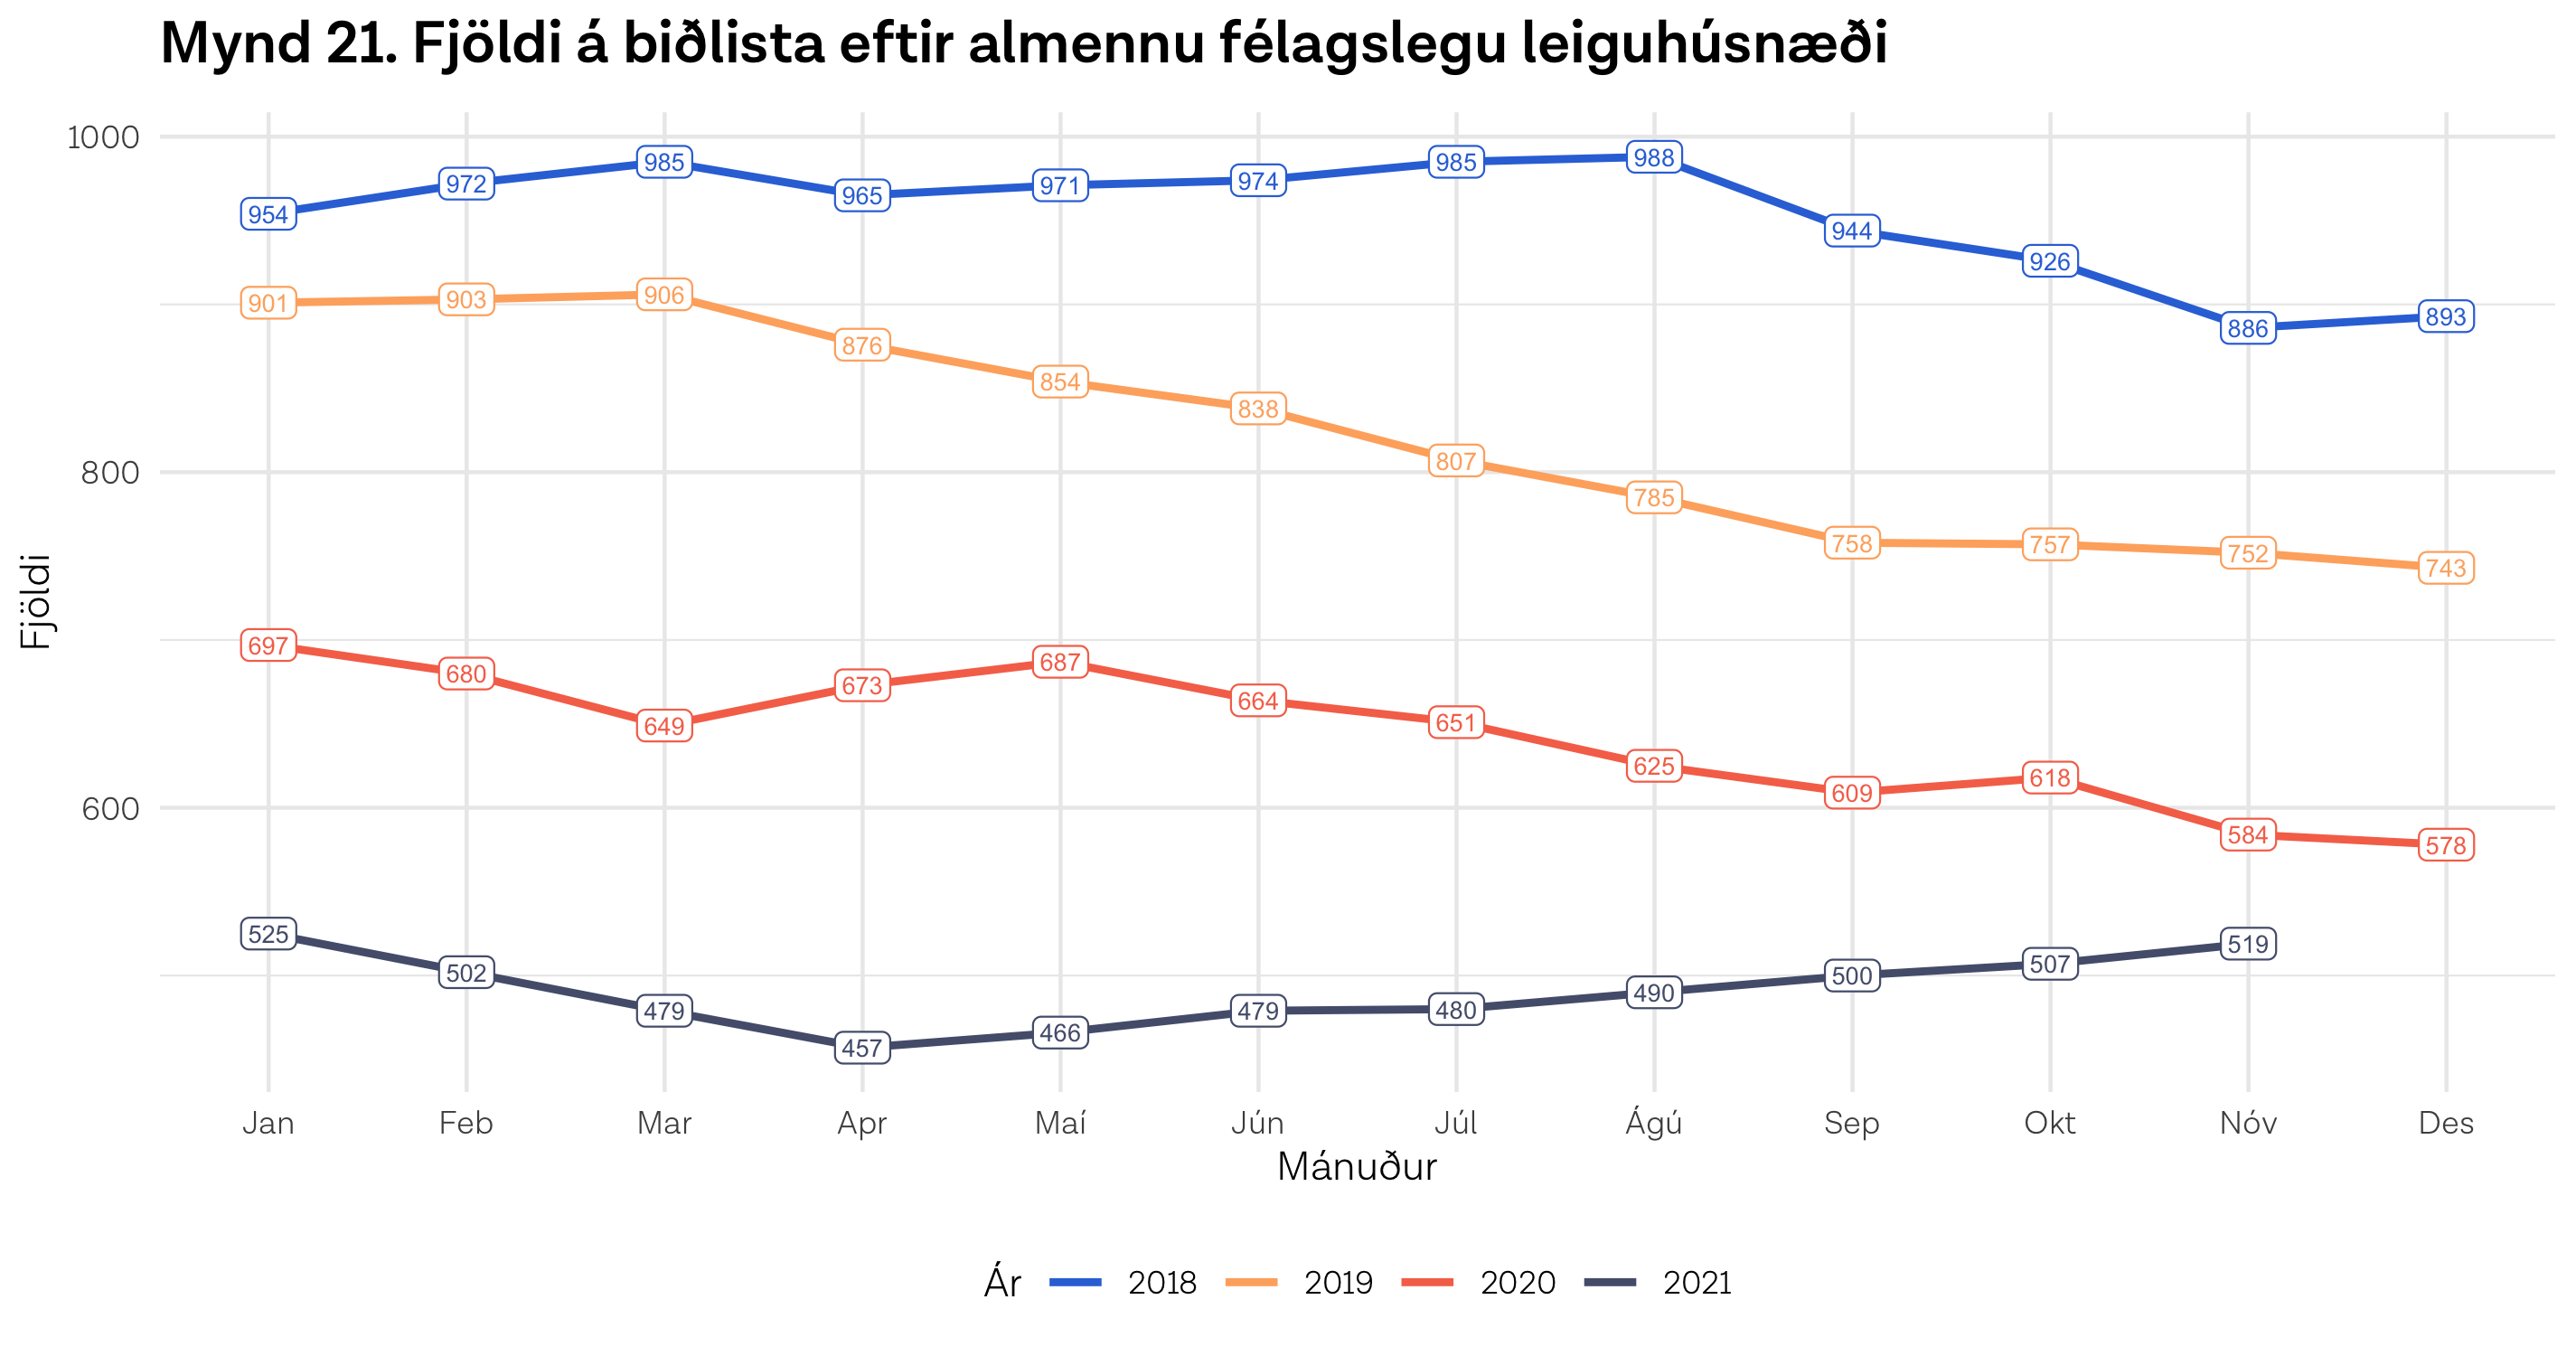 Mynd 21. Fjöldi á biðlista eftir almennu félagslegu leiguhúsnæði
1000
800
600
Fjöldi
954 972 985 965 971 974 985 988 944 926 886 893
901 903 906 876 854 838 807 785 758 757 752 743
697 680 649 673 687 664 651 625 609 618 584 578
525 502 479 457 466 479 480 490 500 507 519
Jan Feb Mar Apr Maí Jún Júl Ágú Sep Okt Nóv Des
Mánuður
Ár 2018 2019 2020 2021